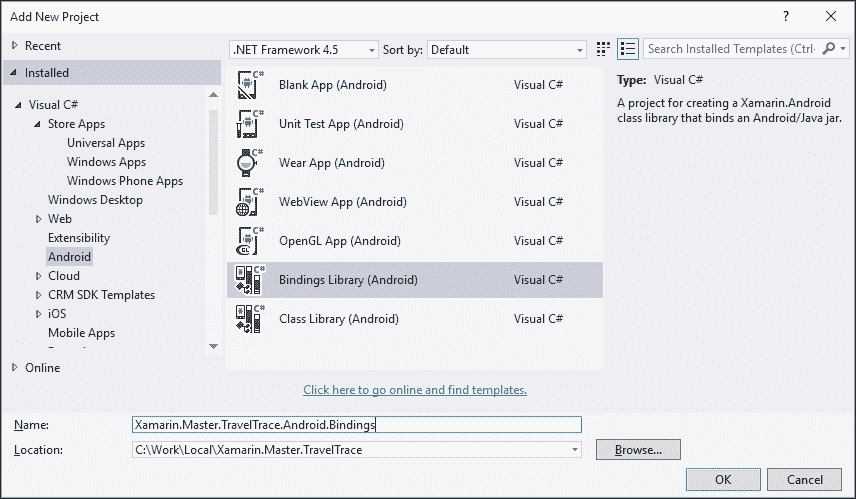 Add New Project
?
Recent
.NET Framework 4.5
Sort by:
Default
Search Installed Templates (Ctrl-
Installed
Visual C#
Store Apps
Universal Apps
Windows Apps
Windows Phone Apps
Windows Desktop
Web
Extensibility
Android
Cloud
CRM SDK Templates
iOS
Mobile Apps
Online
C# Blank App (Android) Visual C#
C# Unit Test App (Android) Visual C#
C# Wear App (Android) Visual C#
C# WebView App (Android) Visual C#
C# OpenGL App (Android) Visual C#
GL
C# Bindings Library (Android) Visual C#
C# Class Library (Android) Visual C#
Type: Visual C#
A project for creating a Xamarin.Android
class library that binds an Android/Java jar.
Click here to go online and find templates.
Name: Xamarin.Master.TravelTrace.Android.Bindings
Location: C:\Work\Local\Xamarin.Master.TravelTrace
Browse...
OK
Cancel